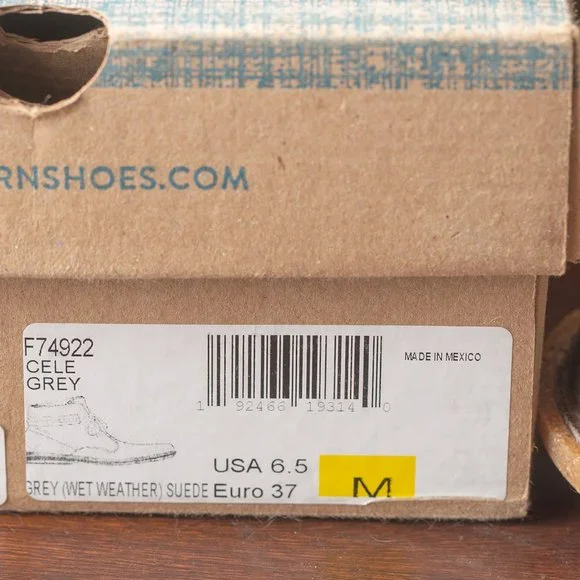 RNSHOES.COM
F74922
CELE
GREY
1 92466 19314 0
MADE IN MEXICO
USA 6.5
GREY (WET WEATHER) SUEDE Euro 37
M